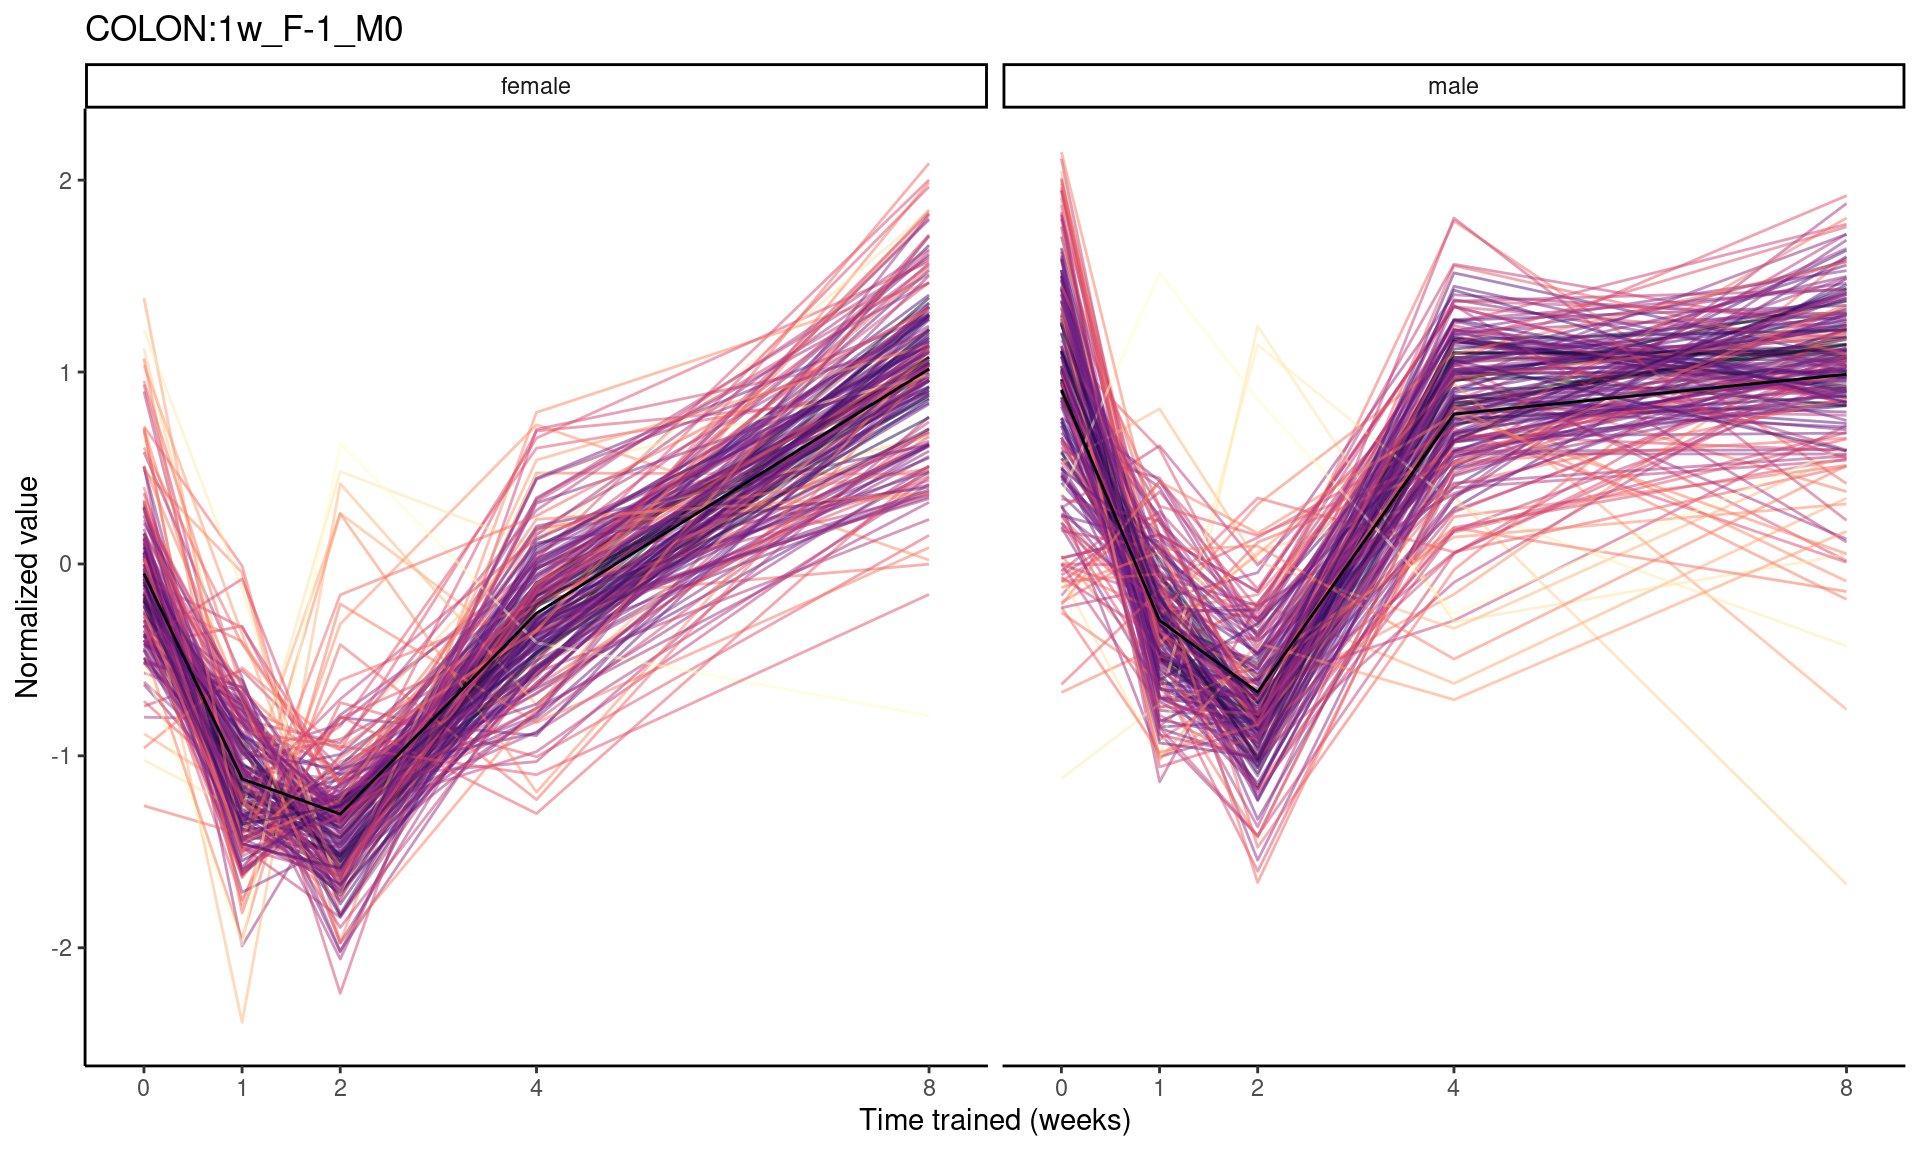 COLON:1w_F-1_M0
female
male
Normalized value
2
1
0
-1
-2
0 1 2 4 8
0 1 2 4 8
Time trained (weeks)